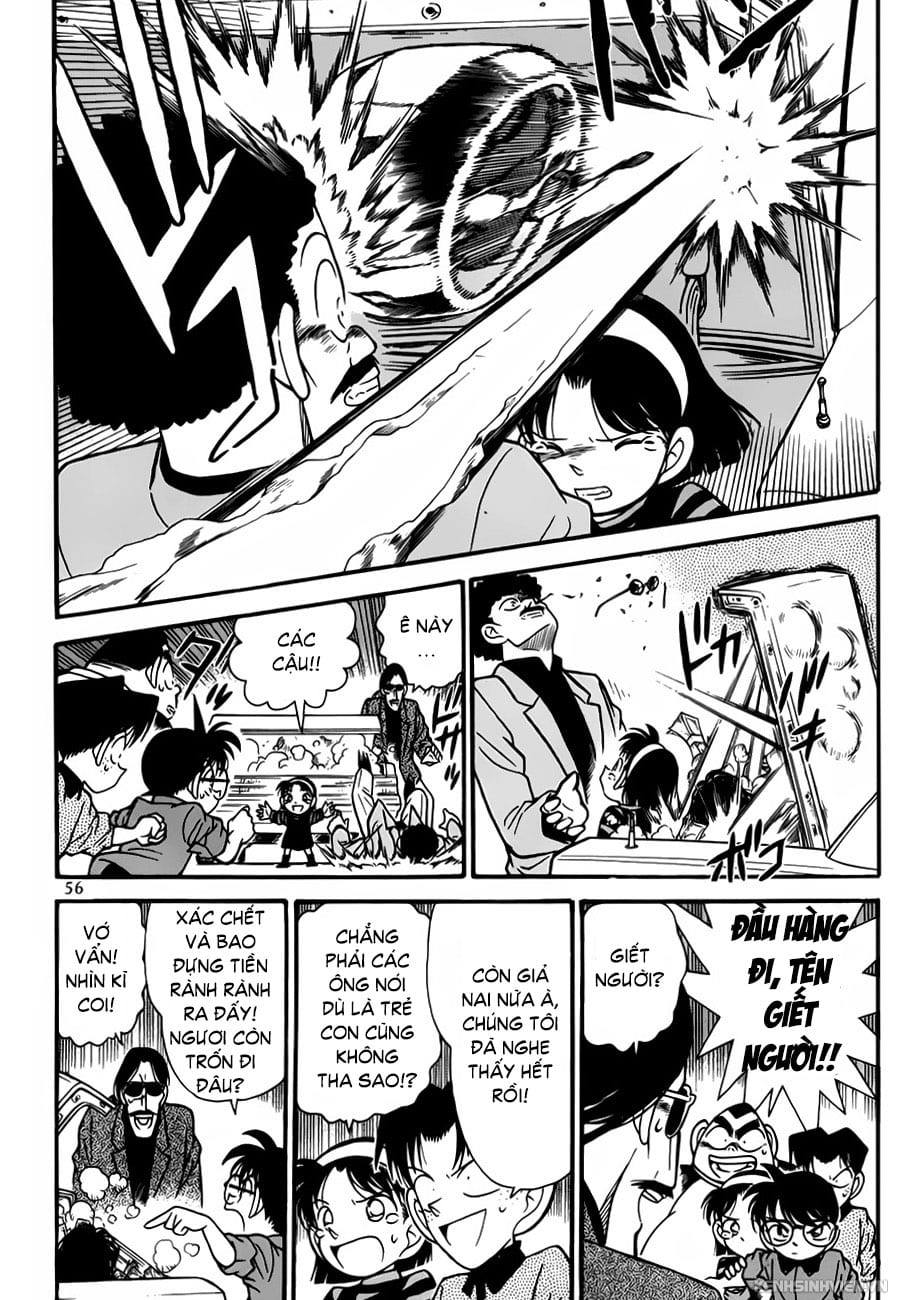 Ê NÀY
...
CÁC
CẬU!!
56
ĐẦU HÀNG
ĐI, TÊN
GIẾT
NGƯỜI!!
GIẾT
NGƯỜI?
CÒN GIẢ
NAI NỮA À,
CHÚNG TÔI
ĐÃ NGHE
THẤY HẾT
RỒI!
CHẲNG
PHẢI CÁC
ÔNG NÓI
DÙ LÀ TRẺ
CON CŨNG
KHÔNG
THA SAO!?
XÁC CHẾT
VÀ BAO
ĐỰNG TIỀN
RÀNH RÀNH
RA ĐẤY!
NGƯƠI CÒN
TRỐN ĐI
ĐÂU?
VỚ
VẨN!
NHÌN KĨ
COI!